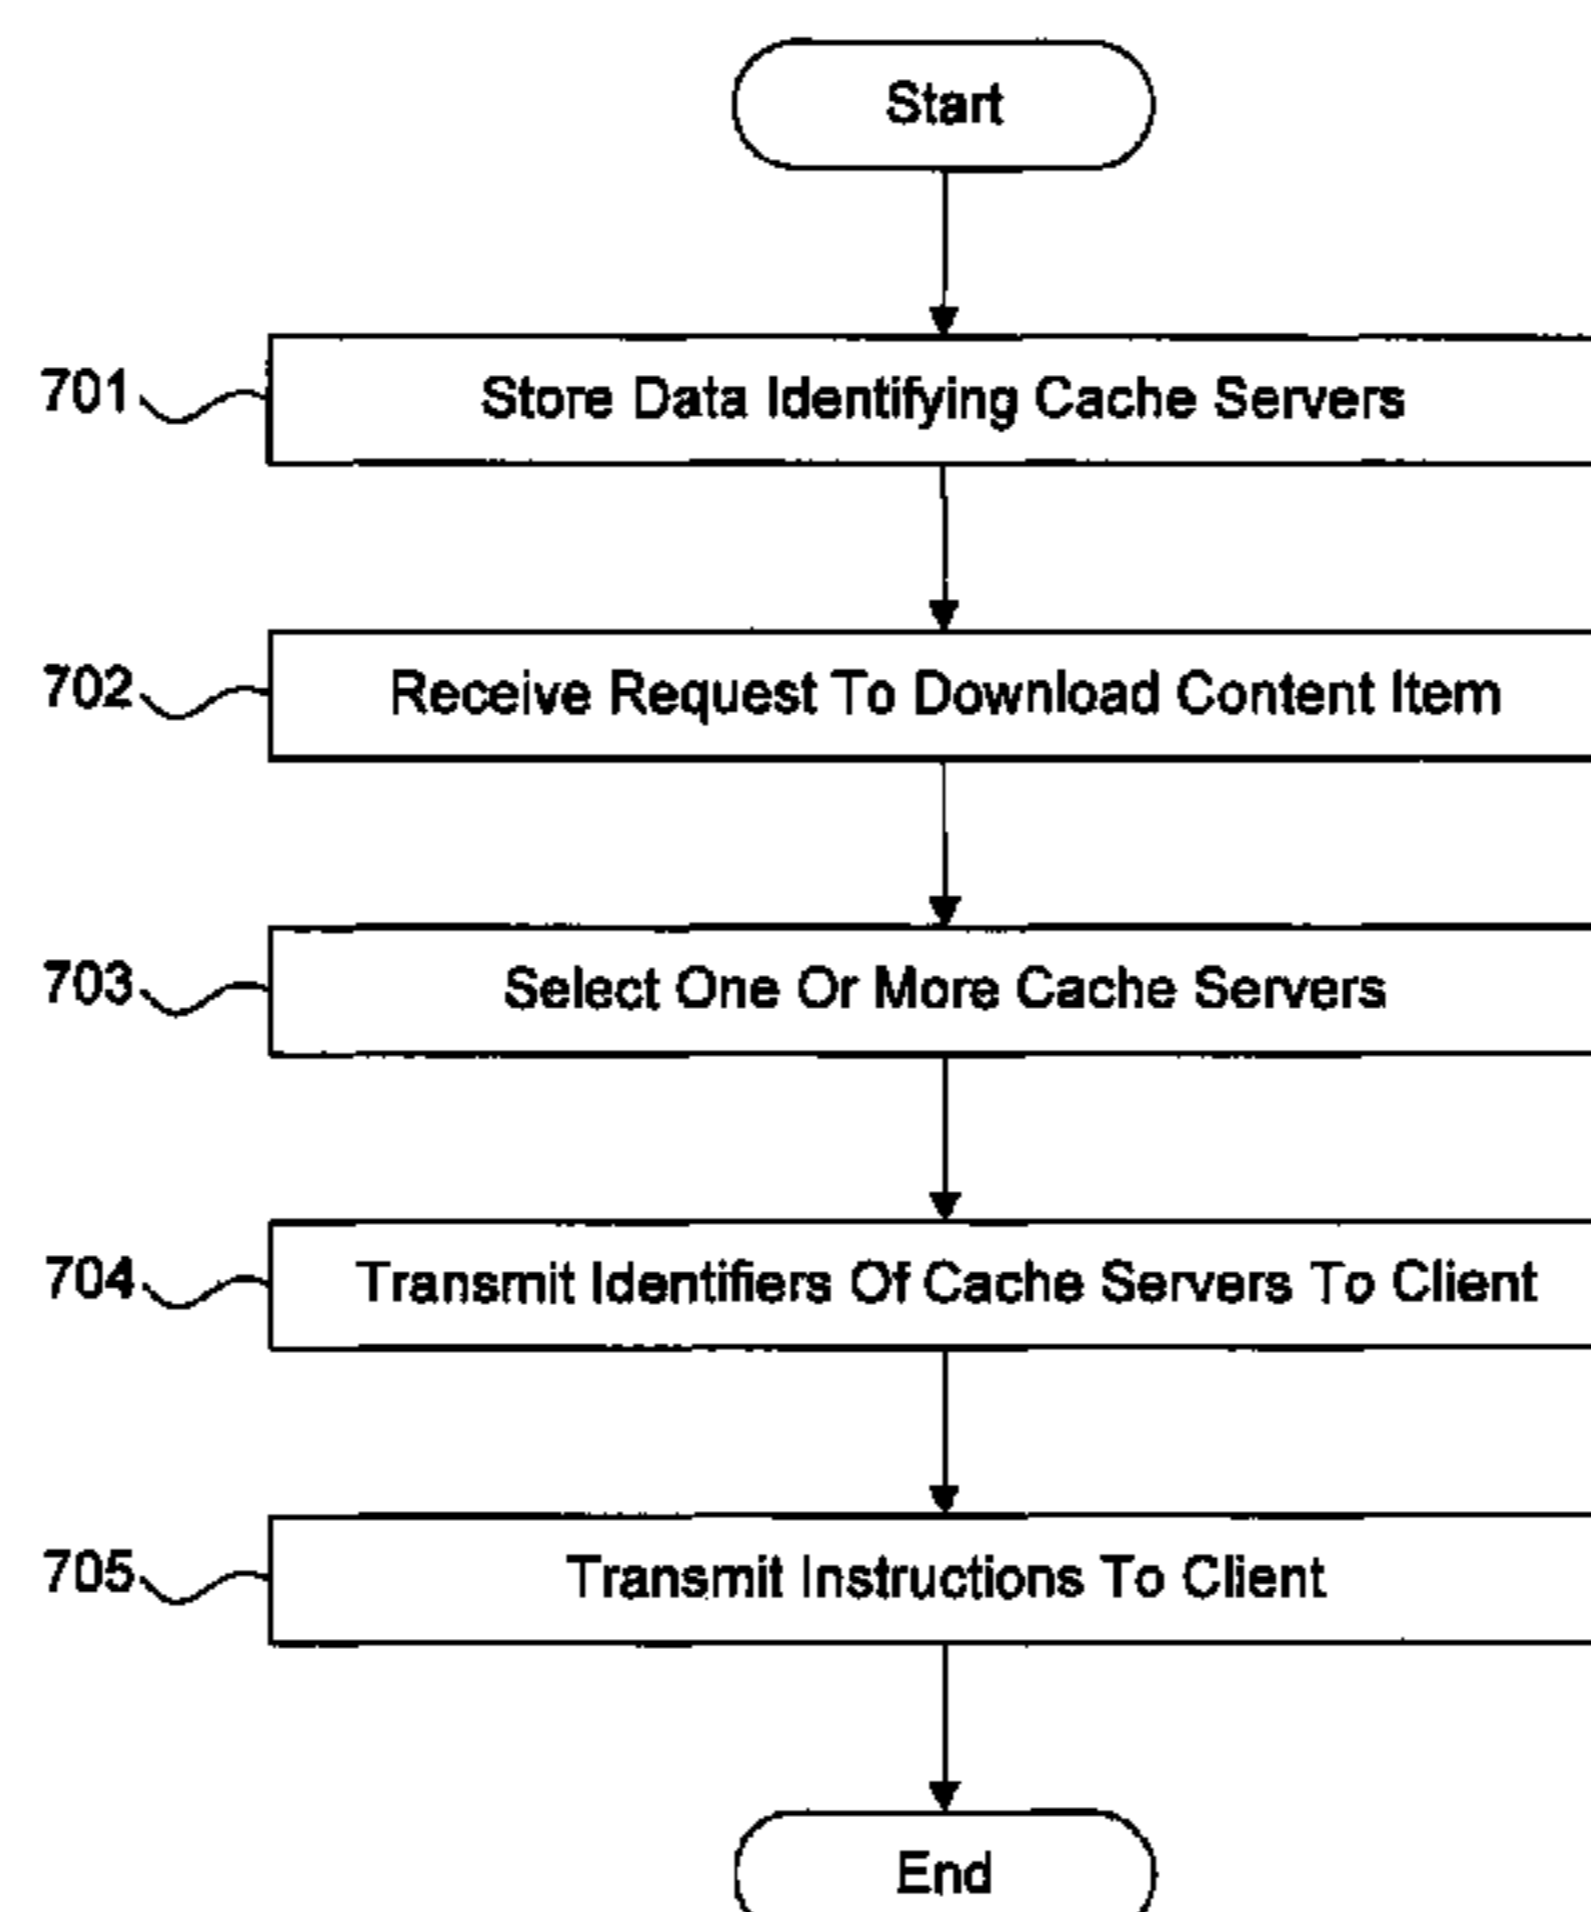 Start
701 Store Data Identifying Cache Servers
702 Receive Request To Download Content Item
703 Select One Or More Cache Servers
704 Transmit Identifiers Of Cache Servers To Client
705 Transmit Instructions To Client
End